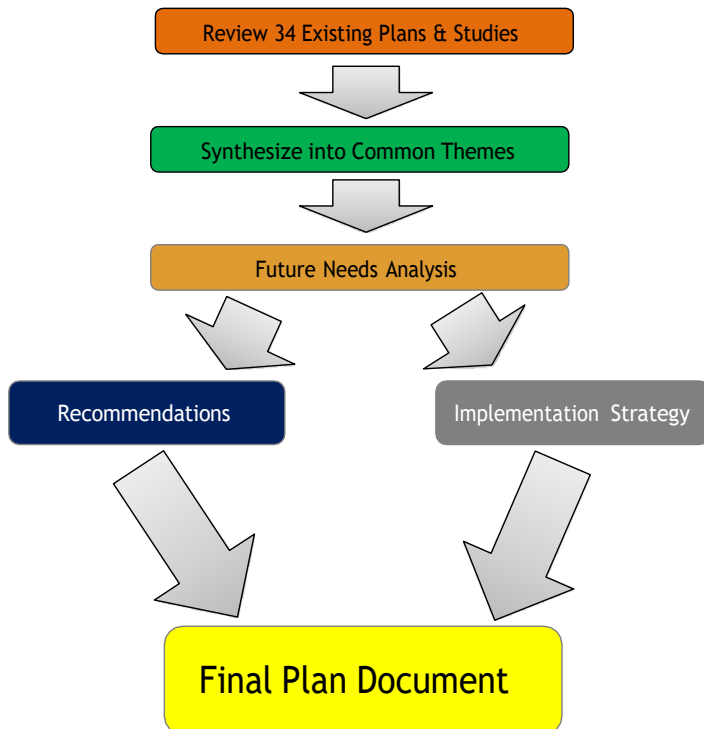 Review 34 Existing Plans & Studies
Synthesize into Common Themes
Future Needs Analysis
Recommendations
Implementation Strategy
Final Plan Document